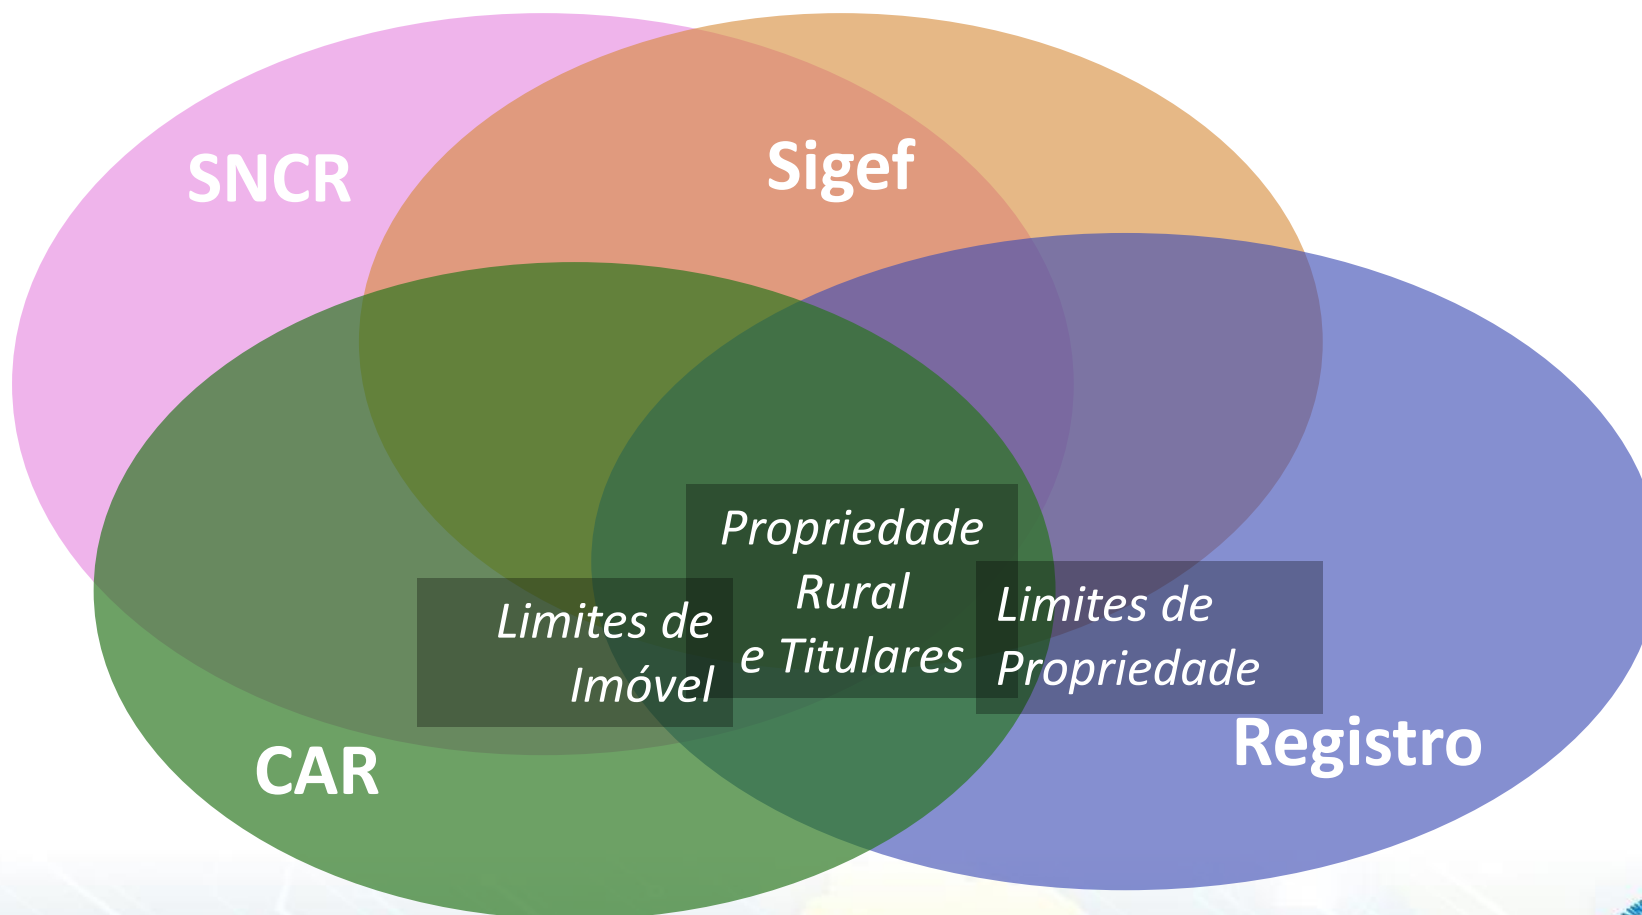 SNCR
Sigef
Propriedade
Rural
e Titulares
Limites de
Imóvel
Limites de
Propriedade
CAR
Registro